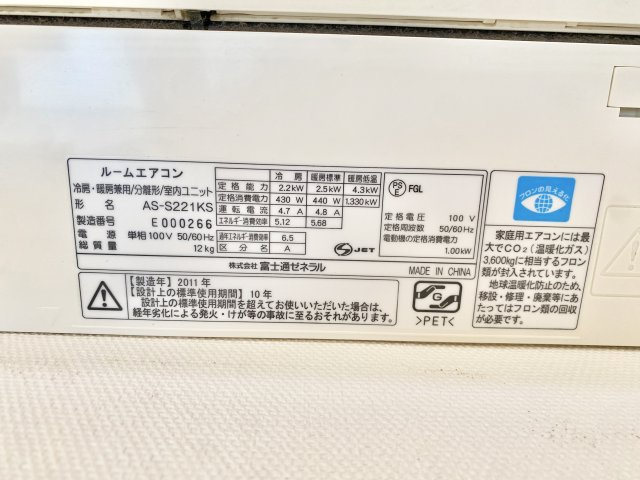 ルームエアコン
冷房・暖房兼用/分離形/室内ユニット
形名 AS-S221KS
製造番号 E000266
電源 単相100V 50/60Hz
総質量 12kg
冷房 暖房標準 暖房低温
定格能力 2.2kW 2.5kW 4.3kW
定格消費電力 430W 440W 1,330kW
運転電流 4.7A 4.8A
エネルギー消費効率 5.12 5.68
通年エネルギー消費効率 6.5
区分名 A
JET
PS
E
FGL
定格電圧 100V
定格周波数 50/60Hz
電動機の定格消費電力
1.00kW
株式会社 富士通ゼネラル
MADE IN CHINA
【製造年】2011年
【設計上の標準使用期間】10年
設計上の標準使用期間を超えてお使いいただいた場合は、
経年劣化による発火・けが等の事故に至るおそれがあります。
G
>PET<
フロンの見える化
家庭用エアコンには最
大でCO₂(温暖化ガス)
3,600kgに相当するフロン
類が封入されています。
地球温暖化防止のため、
移設・修理・廃棄等にあ
たってはフロン類の回収
が必要です。